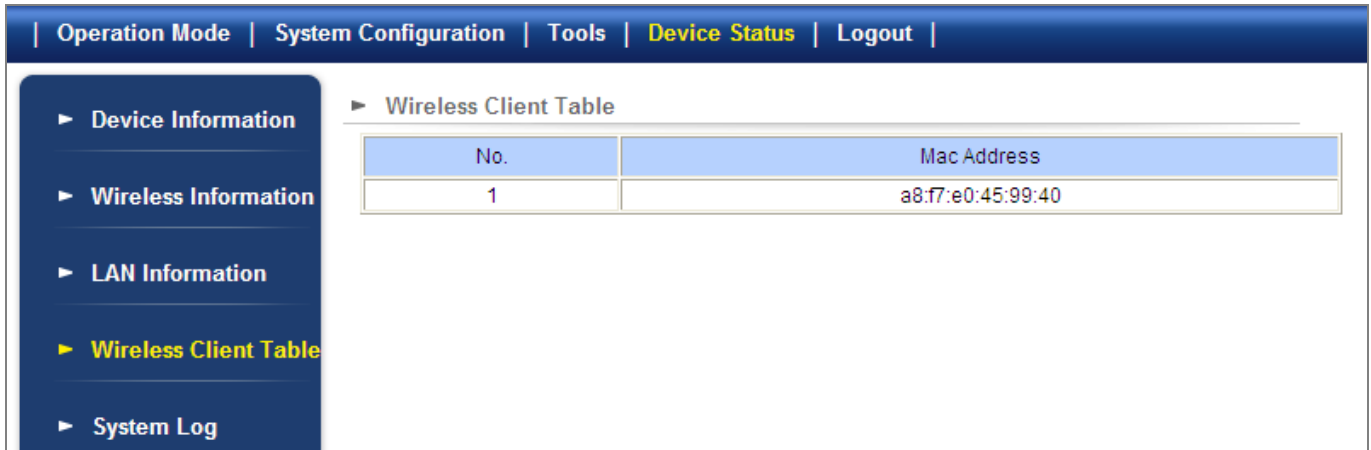 | Operation Mode | System Configuration | Tools | Device Status | Logout |
Device Information
Wireless Information
LAN Information
Wireless Client Table
System Log
Wireless Client Table
No. Mac Address
1 a8:f7:e0:45:99:40